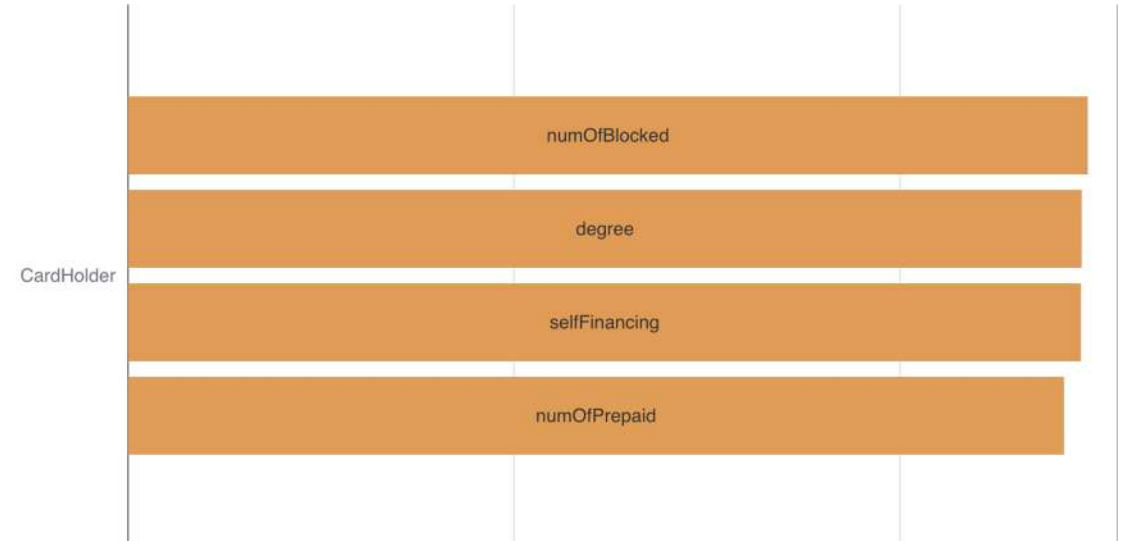 numOfBlocked
degree
CardHolder
selfFinancing
numOfPrepaid